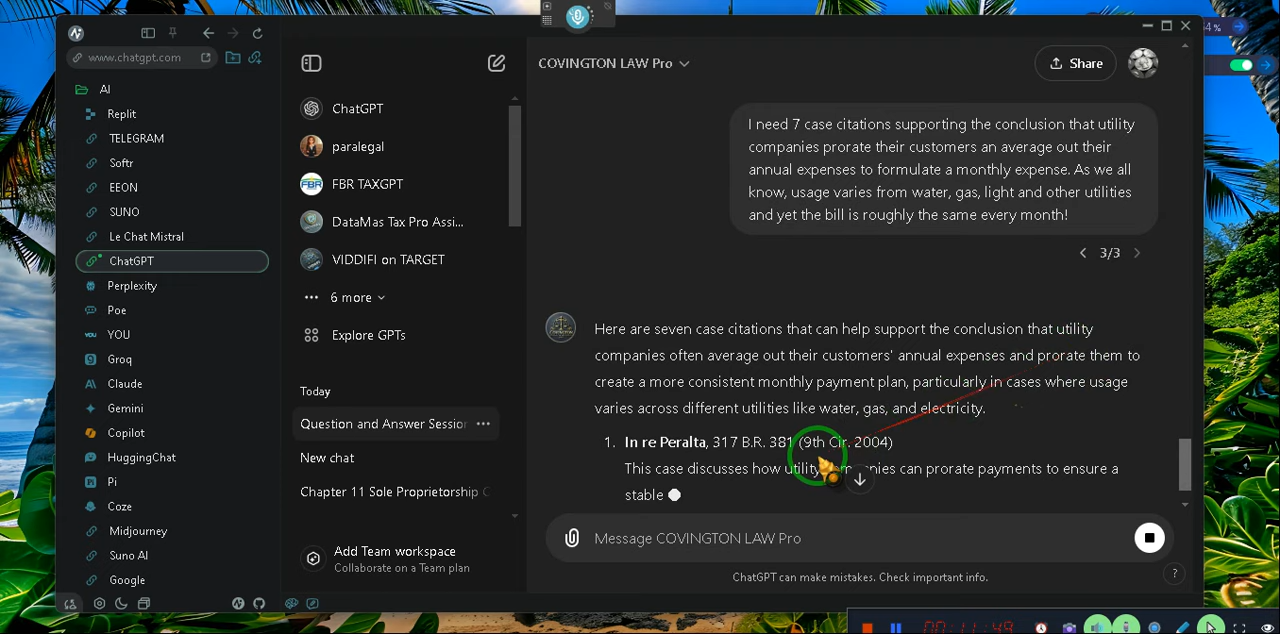 www.chatgpt.com
AI
Replit
TELEGRAM
Softr
EEON
SUNO
Le Chat Mistral
ChatGPT
Perplexity
Poe
YOU
YOU
Groq
Claude
Gemini
Copilot
HuggingChat
Pi
Coze
Midjourney
Suno AI
Google
ChatGPT
paralegal
FBR
FBR TAXGPT
DataMas Tax Pro Assi...
VIDDIFI on TARGET
6 more
Explore GPTs
Today
Question and Answer Session
New chat
Chapter 11 Sole Proprietorship C
Add Team workspace
Collaborate on a Team plan
COVINGTON LAW Pro
Share
4%
I need 7 case citations supporting the conclusion that utility
companies prorate their customers an average out their
annual expenses to formulate a monthly expense. As we all
know, usage varies from water, gas, light and other utilities
and yet the bill is roughly the same every month!
3/3
Here are seven case citations that can help support the conclusion that utility
companies often average out their customers' annual expenses and prorate them to
create a more consistent monthly payment plan, particularly in cases where usage
varies across different utilities like water, gas, and electricity.
1. In re Peralta, 317 B.R. 381 (9th Cir. 2004)
This case discusses how utility companies can prorate payments to ensure a
stable
Message COVINGTON LAW Pro
ChatGPT can make mistakes. Check important info.
?
00:11:49